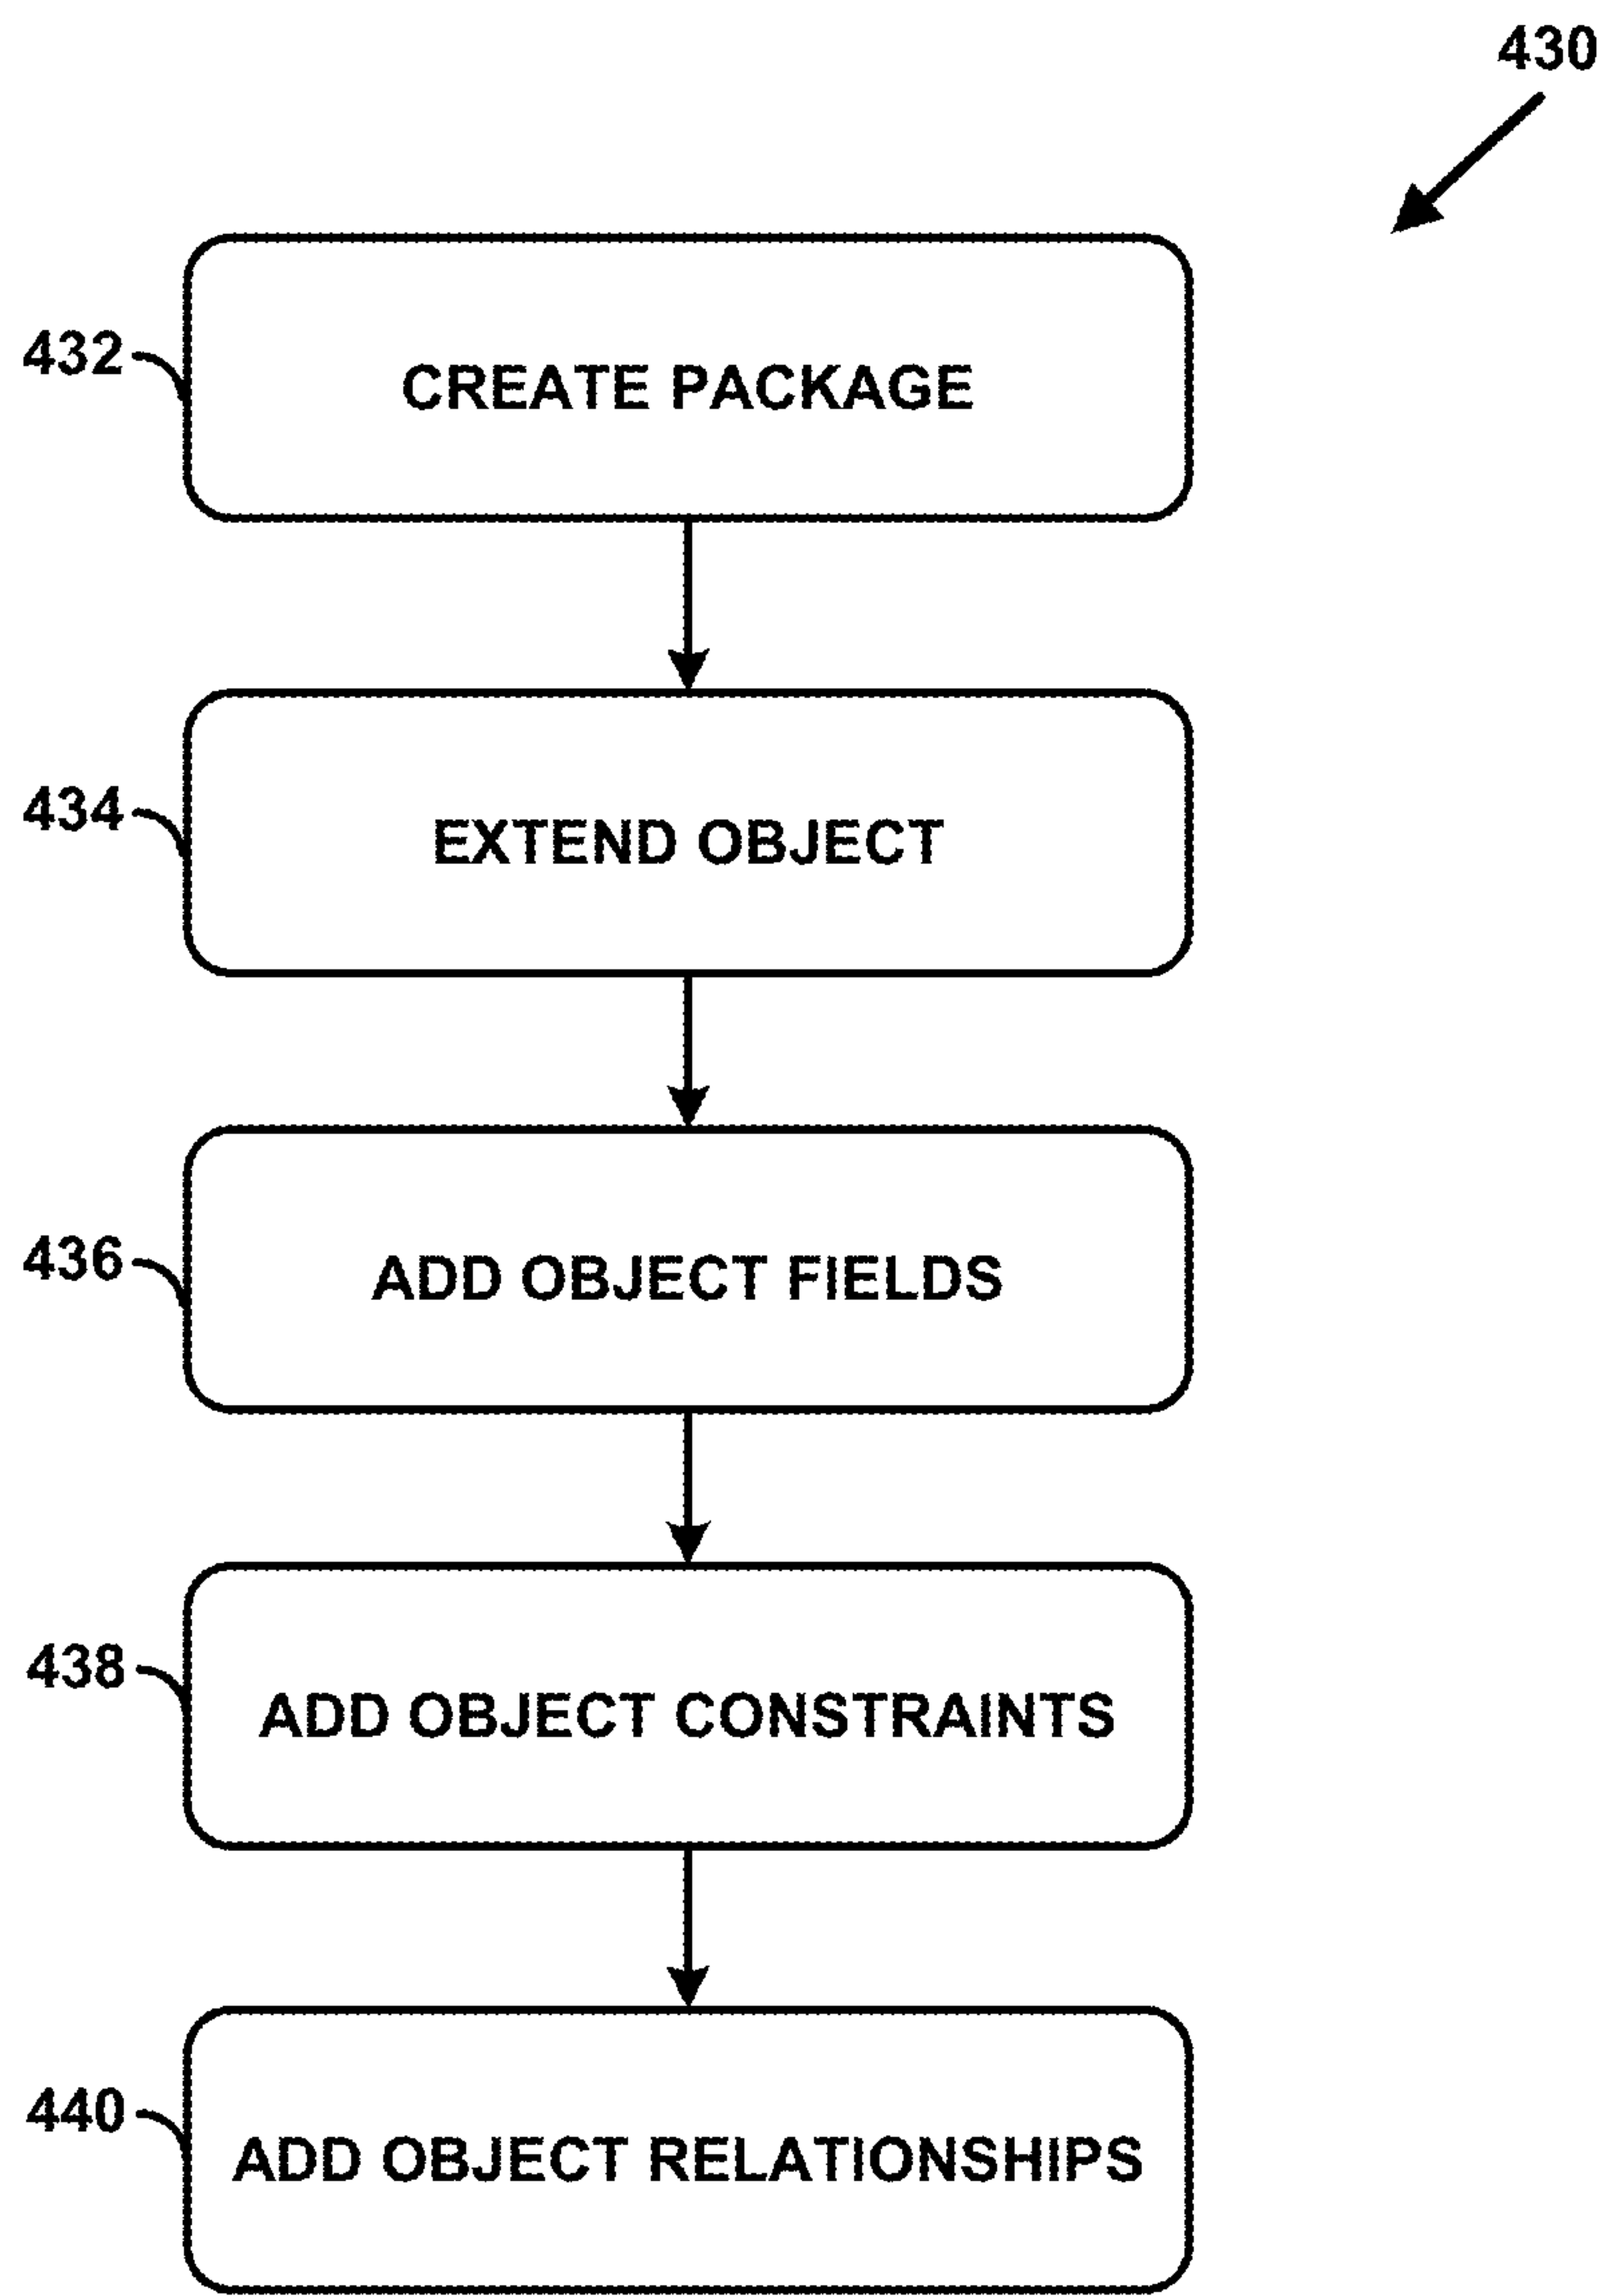 430
432
CREATE PACKAGE
434
EXTEND OBJECT
436
ADD OBJECT FIELDS
438
ADD OBJECT CONSTRAINTS
440
ADD OBJECT RELATIONSHIPS